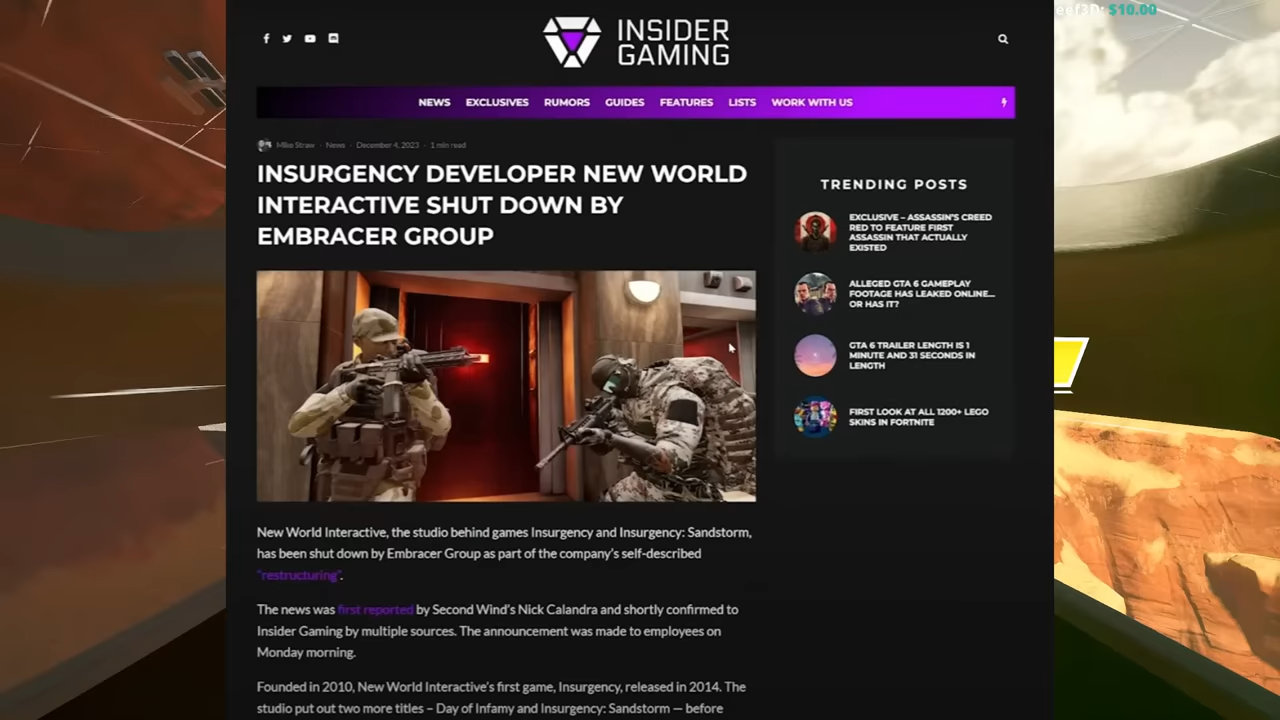 eef3D: $10.00
INSIDER
GAMING
NEWS EXCLUSIVES RUMORS GUIDES FEATURES LISTS WORK WITH US
Mike Straw · News · December 4, 2023 · 1 min read
INSURGENCY DEVELOPER NEW WORLD
INTERACTIVE SHUT DOWN BY
EMBRACER GROUP
New World Interactive, the studio behind games Insurgency and Insurgency: Sandstorm,
has been shut down by Embracer Group as part of the company's self-described
"restructuring".
The news was first reported by Second Wind's Nick Calandra and shortly confirmed to
Insider Gaming by multiple sources. The announcement was made to employees on
Monday morning.
Founded in 2010, New World Interactive's first game, Insurgency, released in 2014. The
studio put out two more titles – Day of Infamy and Insurgency: Sandstorm — before
TRENDING POSTS
EXCLUSIVE – ASSASSIN'S CREED
RED TO FEATURE FIRST
ASSASSIN THAT ACTUALLY
EXISTED
ALLEGED GTA 6 GAMEPLAY
FOOTAGE HAS LEAKED ONLINE...
OR HAS IT?
GTA 6 TRAILER LENGTH IS 1
MINUTE AND 31 SECONDS IN
LENGTH
FIRST LOOK AT ALL 1200+ LEGO
SKINS IN FORTNITE